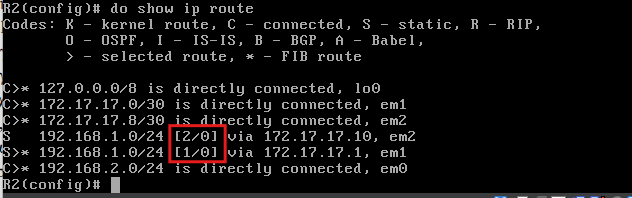 R2(config)# do show ip route
Codes: K - kernel route, C - connected, S - static, R - RIP,
O - OSPF, I - IS-IS, B - BGP, A - Babel,
> - selected route, * - FIB route
C>* 127.0.0.0/8 is directly connected, lo0
C>* 172.17.17.0/30 is directly connected, em1
C>* 172.17.17.8/30 is directly connected, em2
S 192.168.1.0/24 [2/0] via 172.17.17.10, em2
S>* 192.168.1.0/24 [1/0] via 172.17.17.1, em1
C>* 192.168.2.0/24 is directly connected, em0
R2(config)#